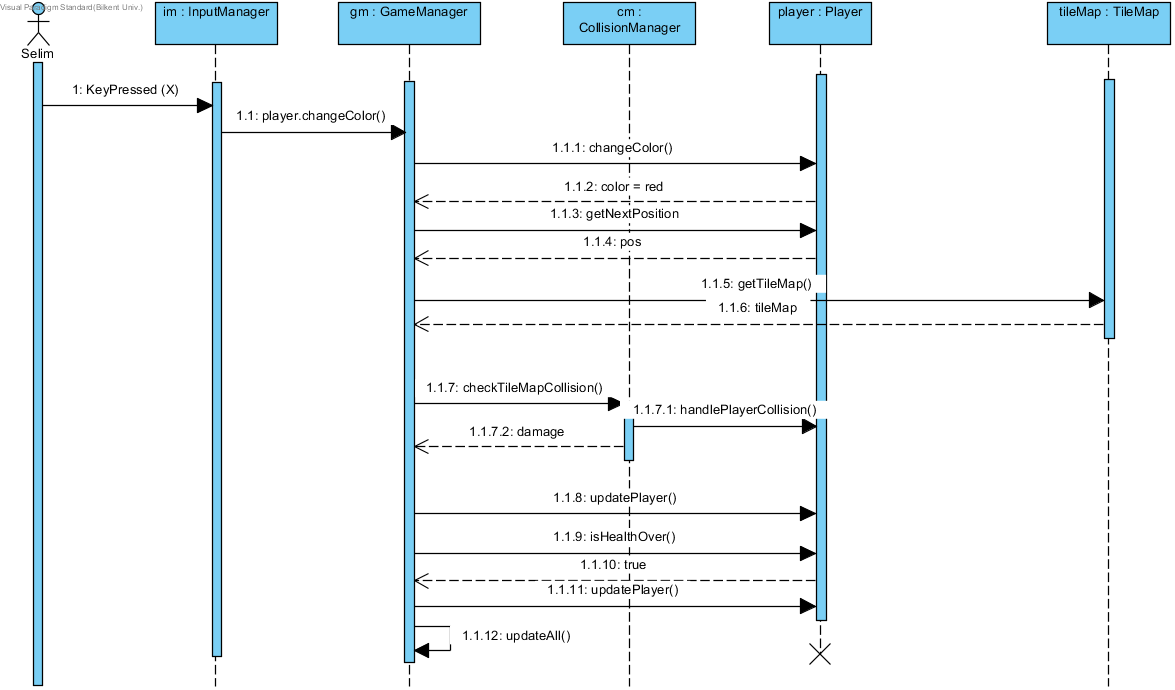 Visual Paradigm Standard(Bilkent Univ.)
im : InputManager
gm : GameManager
cm :
CollisionManager
player : Player
tileMap : TileMap
Selim
1: KeyPressed (X)
1.1: player.changeColor()
1.1.1: changeColor()
1.1.2: color = red
1.1.3: getNextPosition
1.1.4: pos
1.1.5: getTileMap()
1.1.6: tileMap
1.1.7: checkTileMapCollision()
1.1.7.1: handlePlayerCollision()
1.1.7.2: damage
1.1.8: updatePlayer()
1.1.9: isHealthOver()
1.1.10: true
1.1.11: updatePlayer()
1.1.12: updateAll()